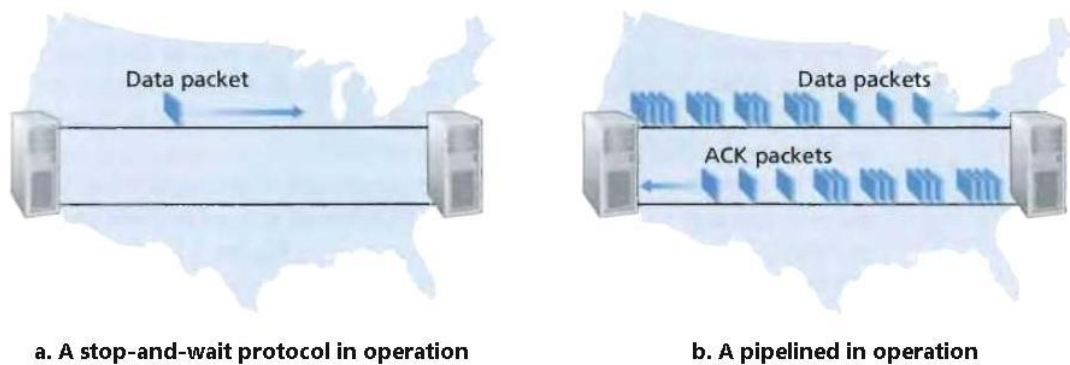 Data packet
a. A stop-and-wait protocol in operation
Data packets
ACK packets
b. A pipelined in operation